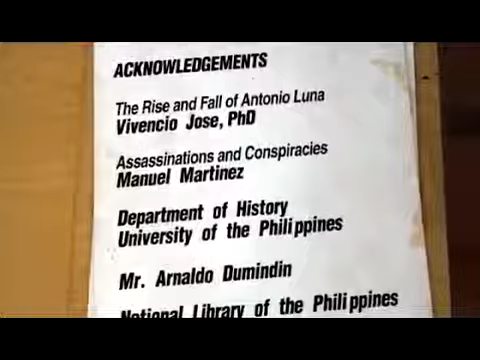 ACKNOWLEDGEMENTS
The Rise and Fall of Antonio Luna
Vivencio Jose, PhD
Assassinations and Conspiracies
Manuel Martinez
Department of History
University of the Philippines
Mr. Arnaldo Dumindin
National Library of the Philippines